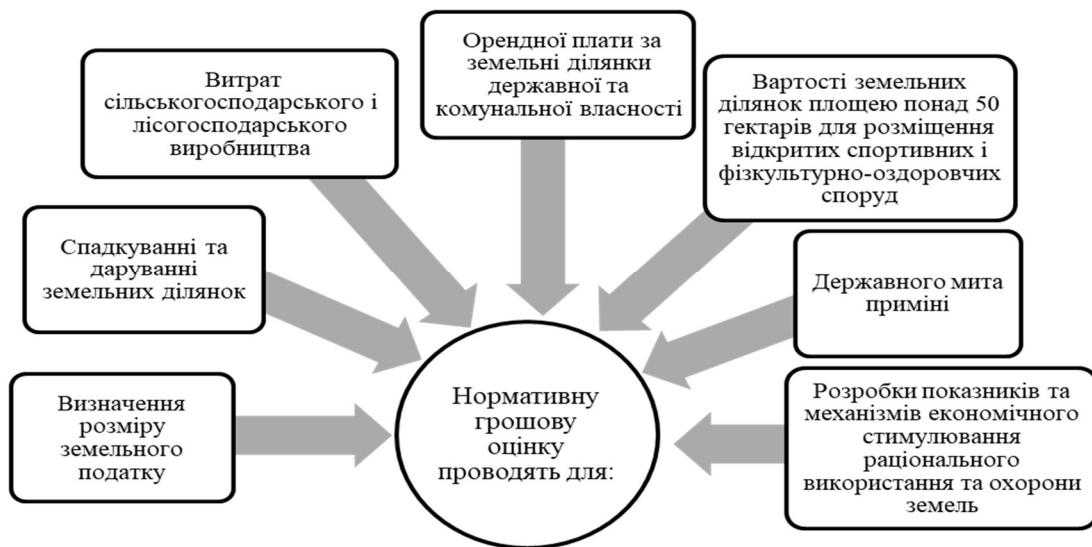 Витрат
сільськогосподарського і
лісогосподарського
виробництва
Орендної плати за
земельні ділянки
державної та
комунальної власності
Вартості земельних
ділянок площею понад 50
гектарів для розміщення
відкритих спортивних і
фізкультурно-оздоровчих
споруд
Спадкуванні та
даруванні
земельних ділянок
Державного мита
приміні
Визначення
розміру
земельного
податку
Нормативну
грошову
оцінку
проводять для:
Розробки показників та
механізмів економічного
стимулювання
раціонального
використання та охорони
земель